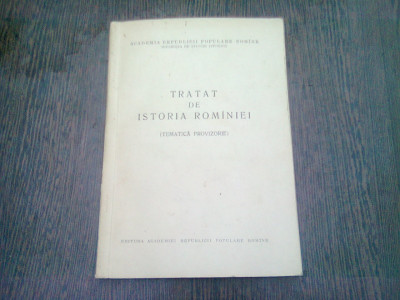 ACADEMIA REPUBLICII POPULARE ROMÎNE
TRATAT
DE
ISTORIA ROMÎNIEI
(TEMATICĂ PROVIZORIE)
EDITURA ACADEMIEI REPUBLICII POPULARE ROMÎNE